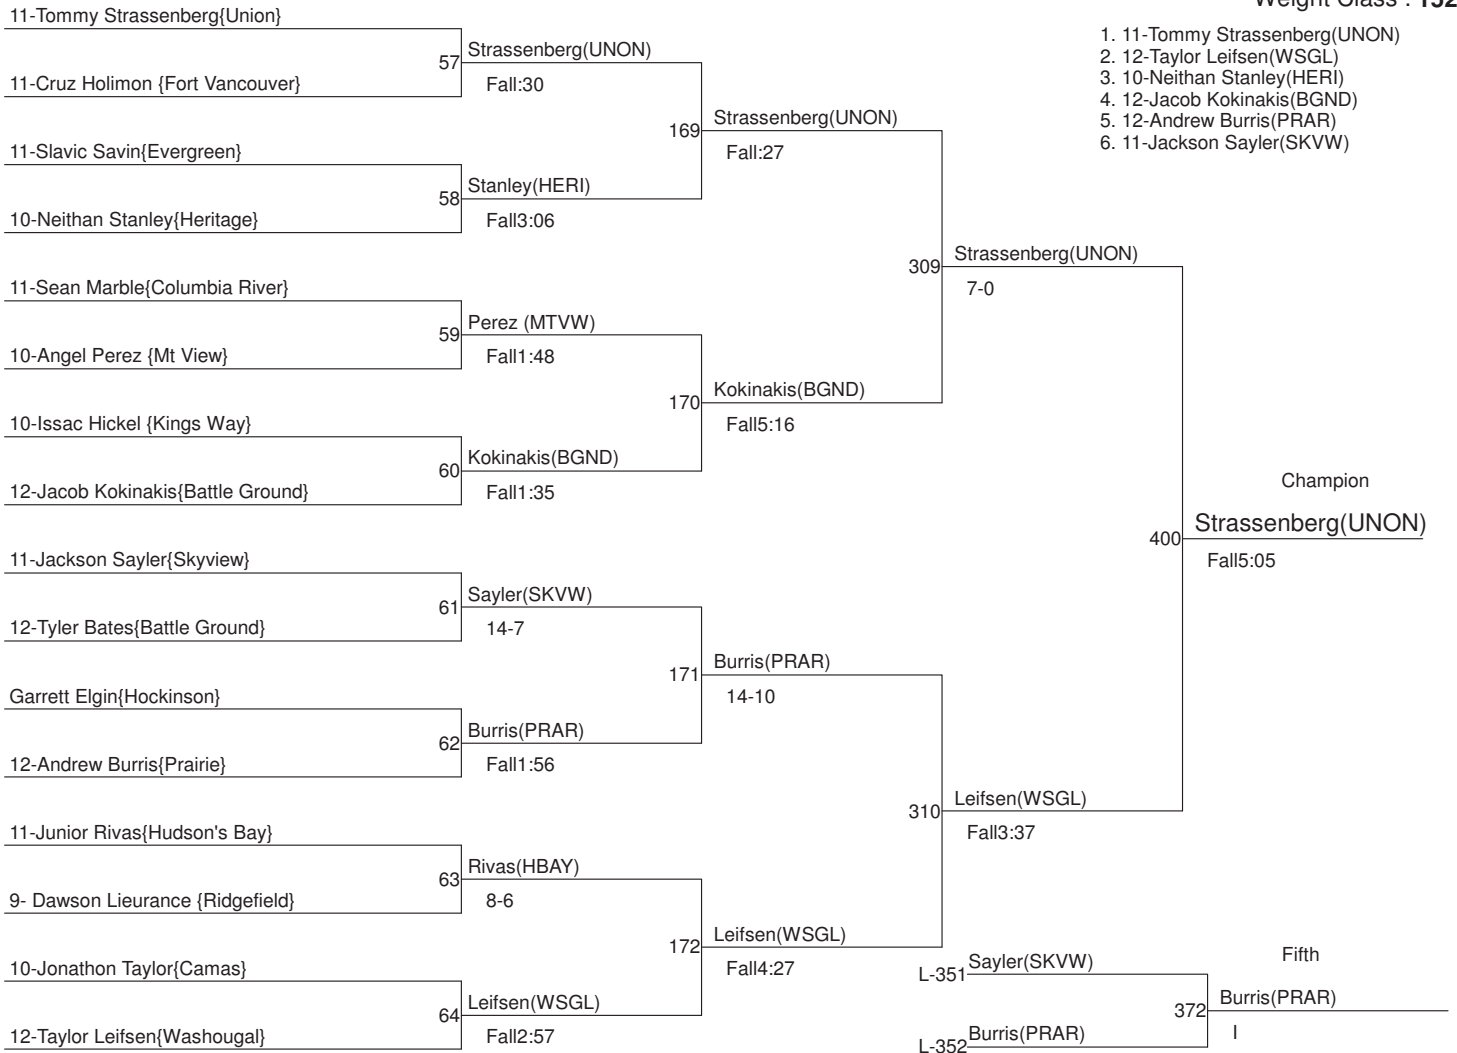 Weight Class : 152
1. 11-Tommy Strassenberg(UNON)
2. 12-Taylor Leifsen(WSGL)
3. 10-Neithan Stanley(HERI)
4. 12-Jacob Kokinakis(BGND)
5. 12-Andrew Burris(PRAR)
6. 11-Jackson Sayler(SKVW)
11-Tommy Strassenberg{Union}
57 Strassenberg(UNON)
11-Cruz Holimon {Fort Vancouver}
Fall:30
169 Strassenberg(UNON)
Fall:27
11-Slavic Savin{Evergreen}
58 Stanley(HERI)
10-Neithan Stanley{Heritage}
Fall3:06
309 Strassenberg(UNON)
7-0
11-Sean Marble{Columbia River}
59 Perez (MTVW)
10-Angel Perez {Mt View}
Fall1:48
170 Kokinakis(BGND)
Fall5:16
10-Issac Hickel {Kings Way}
60 Kokinakis(BGND)
12-Jacob Kokinakis{Battle Ground}
Fall1:35
Champion
400 Strassenberg(UNON)
Fall5:05
11-Jackson Sayler{Skyview}
61 Sayler(SKVW)
12-Tyler Bates{Battle Ground}
14-7
171 Burris(PRAR)
14-10
Garrett Elgin{Hockinson}
62 Burris(PRAR)
12-Andrew Burris{Prairie}
Fall1:56
310 Leifsen(WSGL)
Fall3:37
11-Junior Rivas{Hudson's Bay}
63 Rivas(HBAY)
9- Dawson Lieurance {Ridgefield}
8-6
172 Leifsen(WSGL)
Fall4:27
10-Jonathon Taylor{Camas}
64 Leifsen(WSGL)
12-Taylor Leifsen{Washougal}
Fall2:57
Fifth
L-351 Sayler(SKVW)
372 Burris(PRAR)
I
L-352 Burris(PRAR)